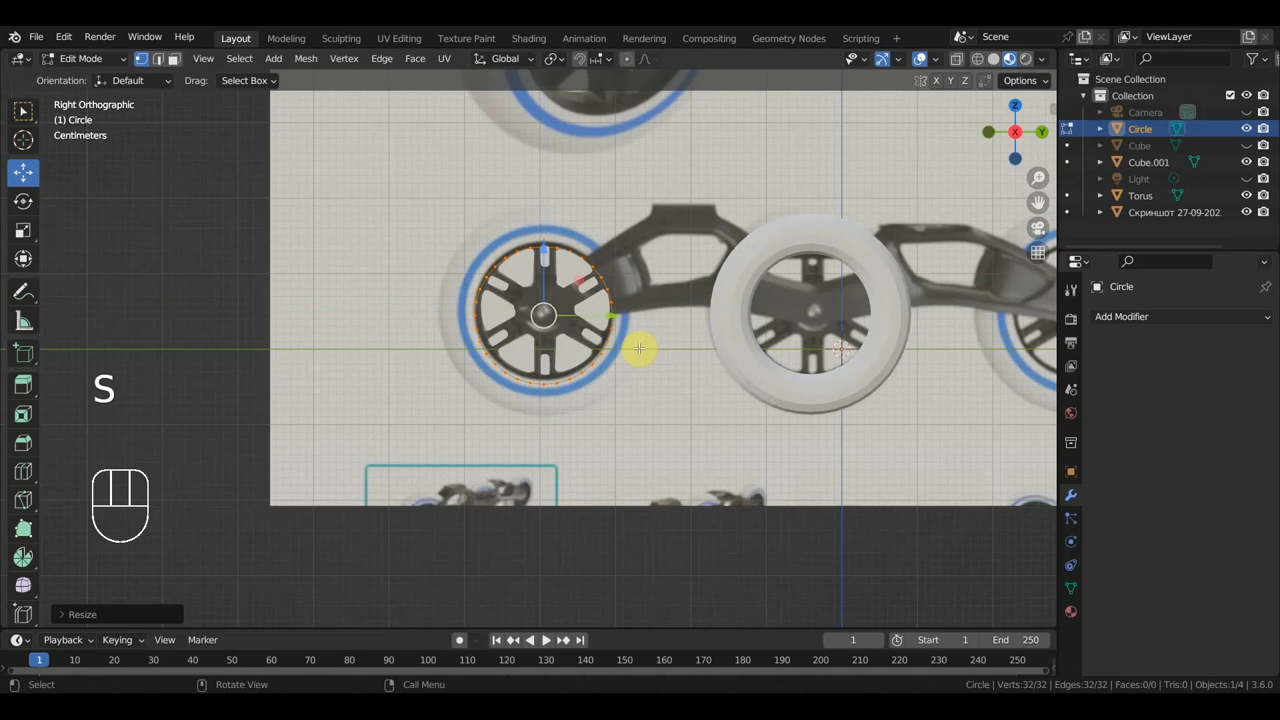 File Edit Render Window Help Layout Modeling Sculpting UV Editing Texture Paint Shading Animation Rendering Compositing Geometry Nodes Scripting + Scene ViewLayer
Edit Mode View Select Add Mesh Vertex Edge Face UV Global
Orientation: Default Drag: Select Box X Y Z Options
Right Orthographic
(1) Circle
Centimeters
Z
X
Y
S
Resize
Scene Collection
Collection
Camera
Circle
Cube
Cube.001
Light
Torus
Скриншот 27-09-202
Circle
Add Modifier
Playback Keying View Marker 1 Start 1 End 250
1 10 20 30 40 50 60 70 80 90 100 110 120 130 140 150 160 170 180 190 200 210 220 230 240 250
Select Rotate View Call Menu Circle | Verts:32/32 | Edges:32/32 | Faces:0/0 | Tris:0 | Objects:1/4 | 3.6.0